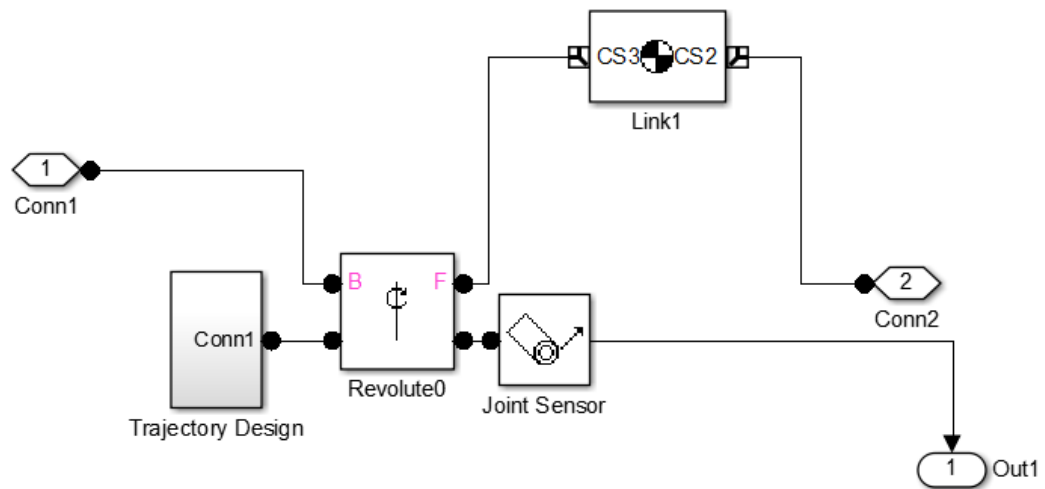 CS3 CS2
Link1
1
Conn1
B F
2
Conn2
Conn1
Revolute0
Joint Sensor
Trajectory Design
1
Out1